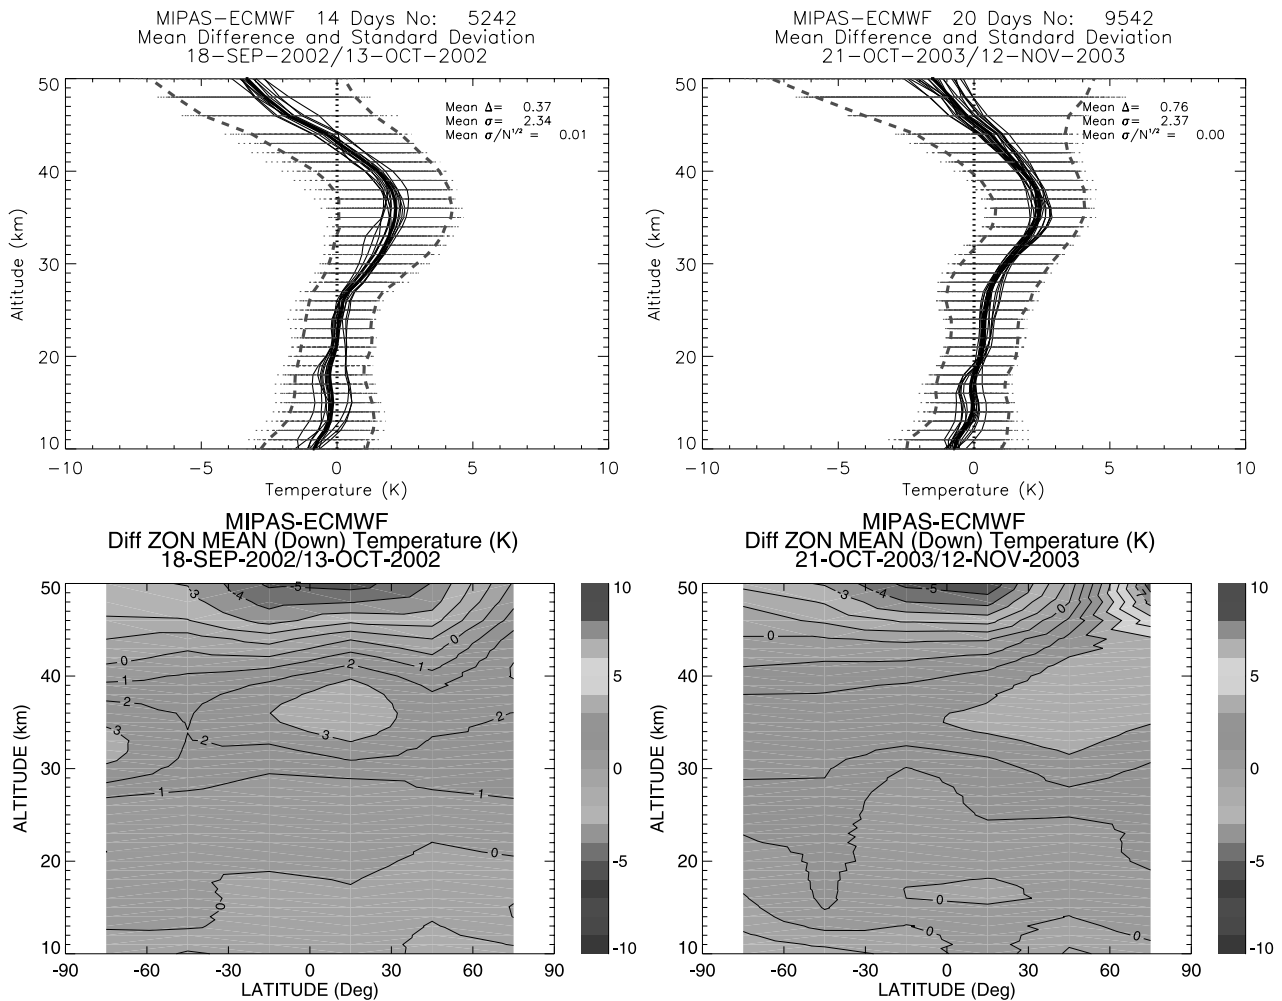 MIPAS-ECMWF 14 Days No: 5242
Mean Difference and Standard Deviation
18-SEP-2002/13-OCT-2002
50
40
30
20
10
Altitude (km)
Mean Δ= 0.37
Mean σ= 2.34
Mean σ/N1/2 = 0.01
-10 -5 0 5 10
Temperature (K)
MIPAS-ECMWF 20 Days No: 9542
Mean Difference and Standard Deviation
21-OCT-2003/12-NOV-2003
50
40
30
20
10
Altitude (km)
Mean Δ= 0.76
Mean σ= 2.37
Mean σ/N1/2 = 0.00
-10 -5 0 5 10
Temperature (K)
MIPAS-ECMWF
Diff ZON MEAN (Down) Temperature (K)
18-SEP-2002/13-OCT-2002
50
40
30
20
10
ALTITUDE (km)
-3 -4 -5
0 0
1 2 1
2 2
3 2 3
1 1
0
0
-90 -60 -30 0 30 60 90
LATITUDE (Deg)
10
5
0
-5
-10
MIPAS-ECMWF
Diff ZON MEAN (Down) Temperature (K)
21-OCT-2003/12-NOV-2003
50
40
30
20
10
ALTITUDE (km)
-3 -4 -5 0
0
-1
0
0 0
-90 -60 -30 0 30 60 90
LATITUDE (Deg)
10
5
0
-5
-10